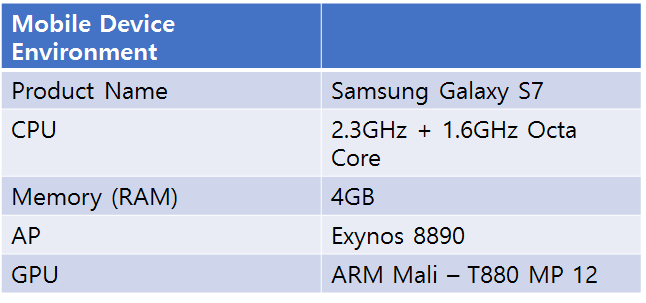 Mobile Device
Environment
Product Name Samsung Galaxy S7
CPU 2.3GHz + 1.6GHz Octa
Core
Memory (RAM) 4GB
AP Exynos 8890
GPU ARM Mali – T880 MP 12